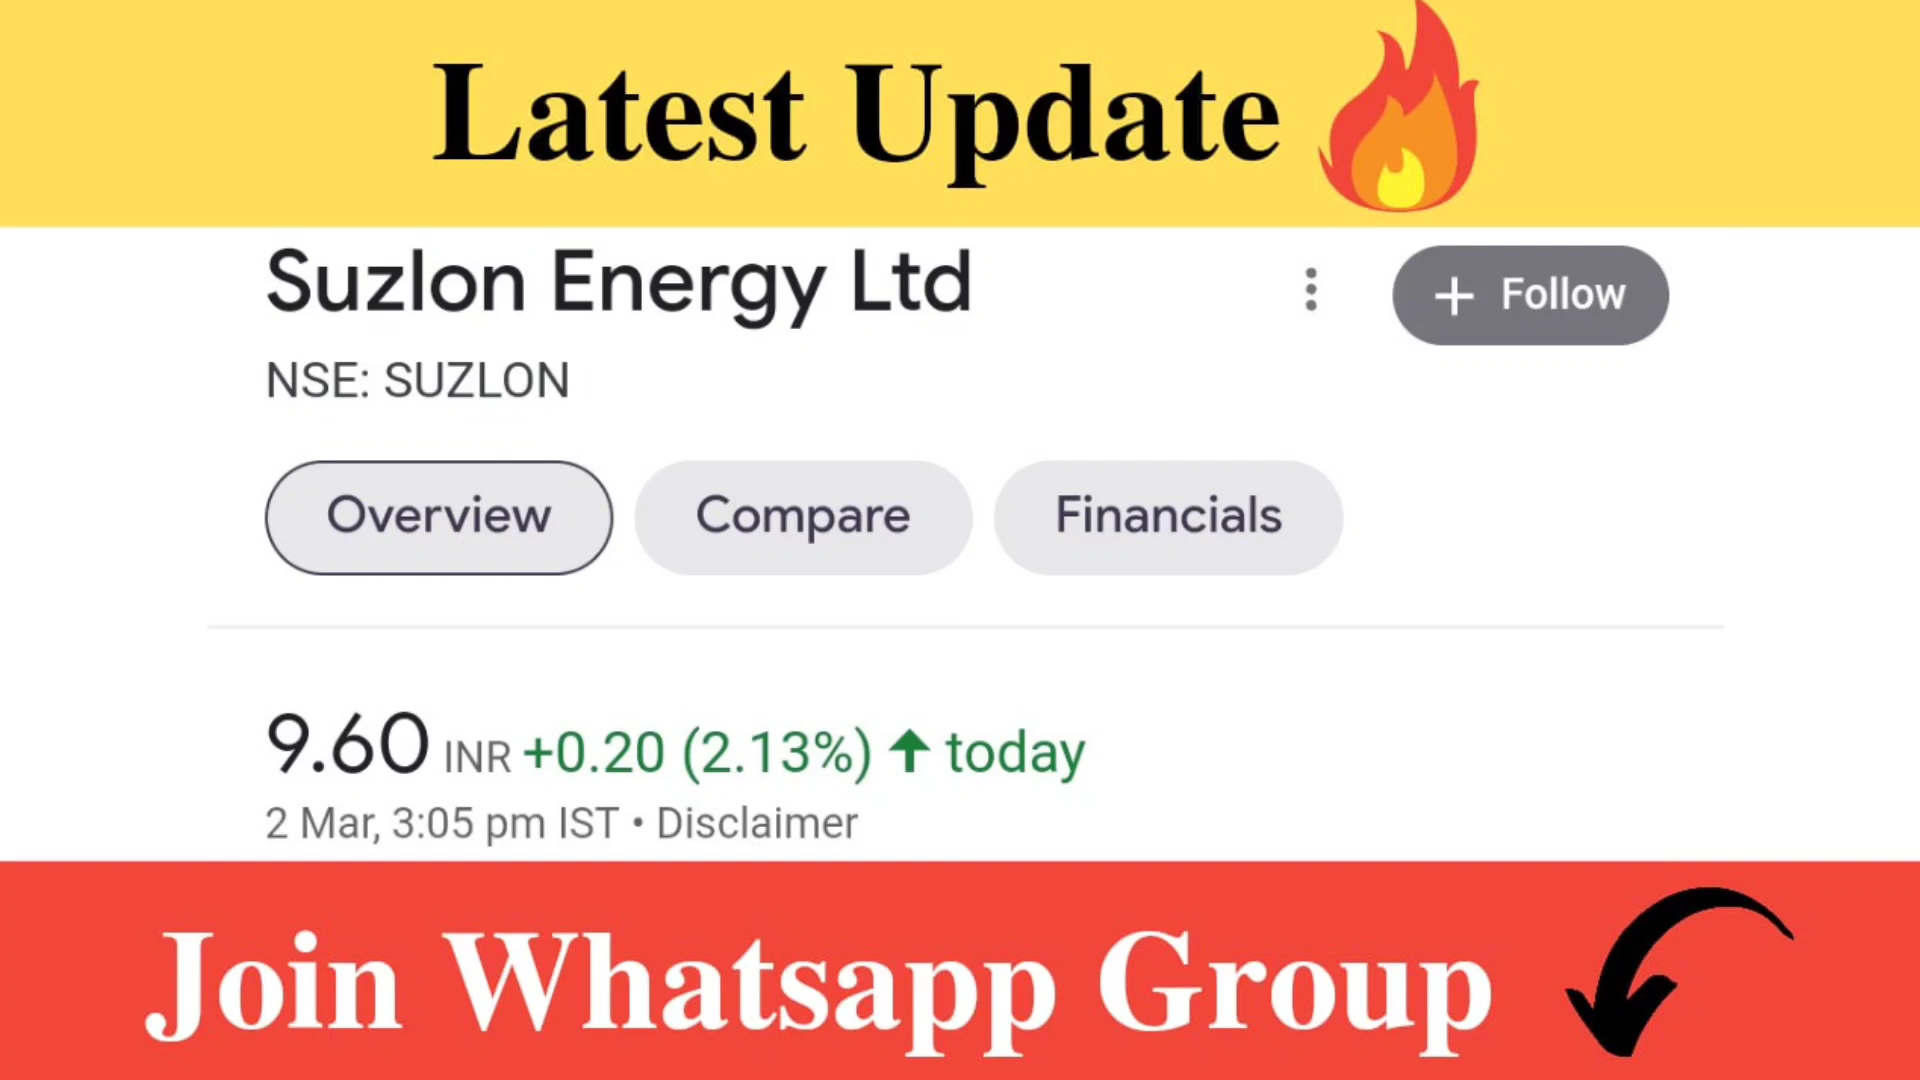 Latest Update
Suzlon Energy Ltd
+ Follow
NSE: SUZLON
Overview Compare Financials
9.60 INR +0.20 (2.13%) ↑ today
2 Mar, 3:05 pm IST • Disclaimer
Join Whatsapp Group